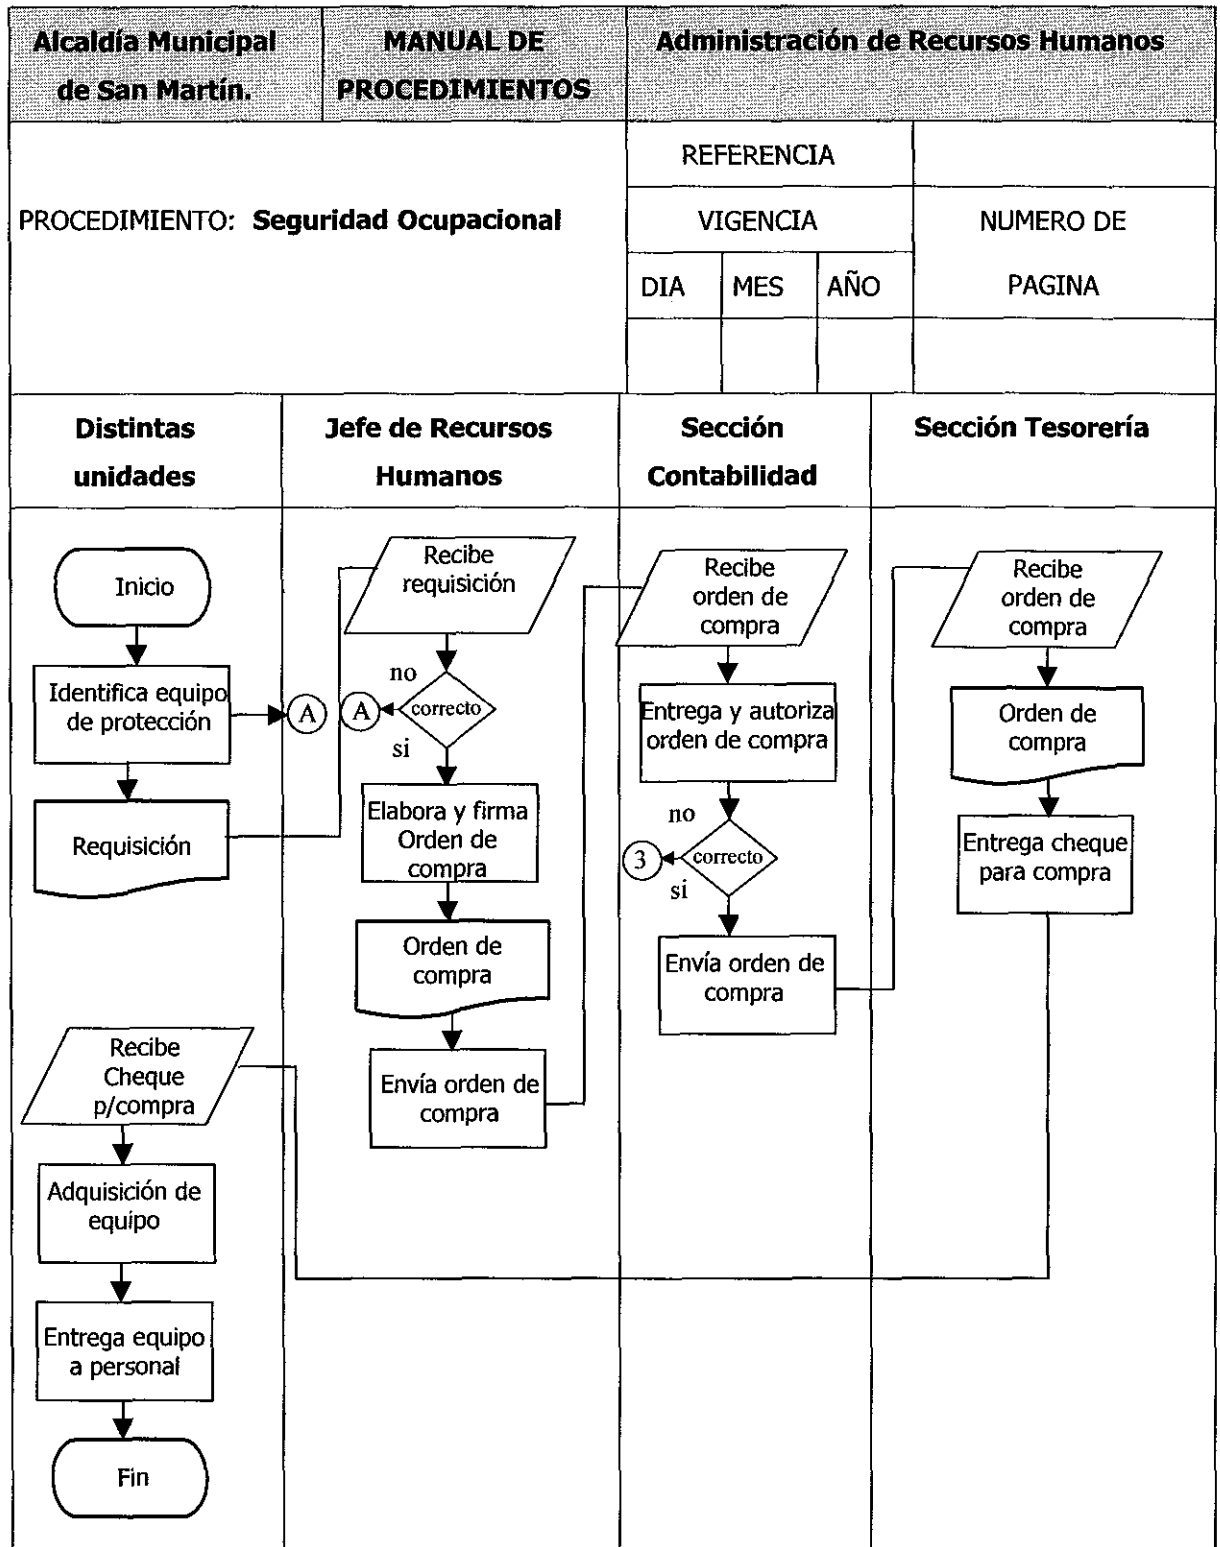 Alcaldía Municipal
de San Martín.
MANUAL DE
PROCEDIMIENTOS
Administración de Recursos Humanos
PROCEDIMIENTO: Seguridad Ocupacional
REFERENCIA
VIGENCIA
NUMERO DE
PAGINA
DIA
MES
AÑO
Distintas
unidades
Jefe de Recursos
Humanos
Sección
Contabilidad
Sección Tesorería
Inicio
Identifica equipo
de protección
A
Requisición
Recibe
Cheque
p/compra
Adquisición de
equipo
Entrega equipo
a personal
Fin
Recibe
requisición
no
A
correcto
si
Elabora y firma
Orden de
compra
Orden de
compra
Envía orden de
compra
Recibe
orden de
compra
Entrega y autoriza
orden de compra
no
3
correcto
si
Envía orden de
compra
Recibe
orden de
compra
Orden de
compra
Entrega cheque
para compra